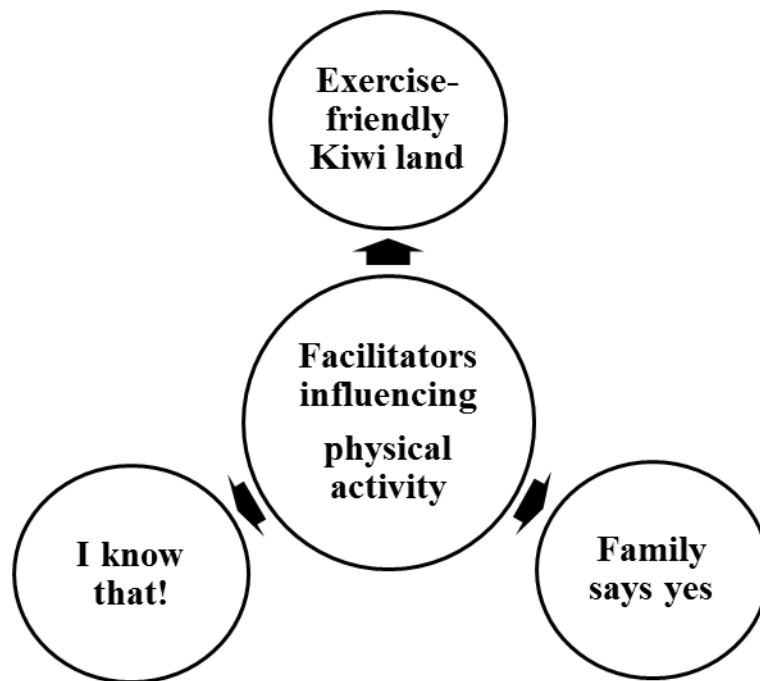 Exercise-
friendly
Kiwi land
Facilitators
influencing
physical
activity
I know
that!
Family
says yes